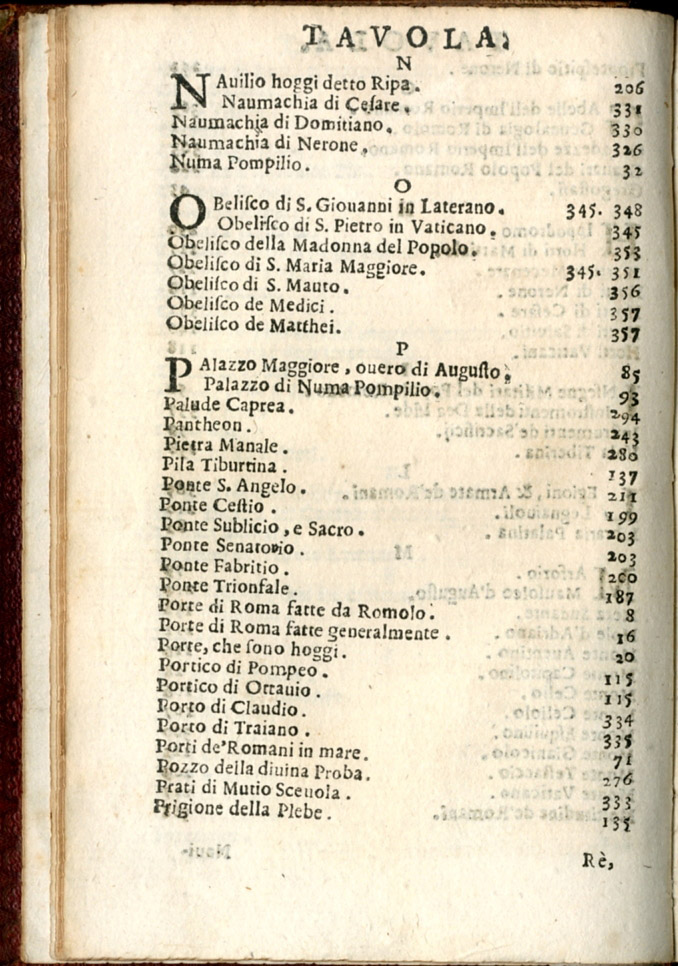 TAVOLA.
N
NAuilio hoggi detto Ripa. 206
Naumachia di Ceſare. 331
Naumachia di Domitiano. 330
Naumachia di Nerone. 326
Numa Pompilio. 32
O
OBeliſco di S. Giouanni in Laterano. 345. 348
Obeliſco di S. Pietro in Vaticano. 345
Obeliſco della Madonna del Popolo. 353
Obeliſco di S. Maria Maggiore. 345. 351
Obeliſco di S. Mauto. 356
Obeliſco de Medici. 357
Obeliſco de Matthei. 357
P
PAlazzo Maggiore, ouero di Auguſto. 85
Palazzo di Numa Pompilio. 93
Palude Caprea. 294
Pantheon. 243
Pietra Manale. 280
Pila Tiburtina. 137
Ponte S. Angelo. 211
Ponte Ceſtio. 199
Ponte Sublicio, e Sacro. 203
Ponte Senatorio. 203
Ponte Fabritio. 200
Ponte Trionfale. 187
Porte di Roma fatte da Romolo. 8
Porte di Roma fatte generalmente. 16
Porte, che ſono hoggi. 20
Portico di Pompeo. 115
Portico di Ottauio. 115
Porto di Claudio. 334
Porto di Traiano. 335
Porti de'Romani in mare. 71
Pozzo della diuina Proba. 276
Prati di Mutio Sceuola. 333
Prigione della Plebe. 135
Rè,